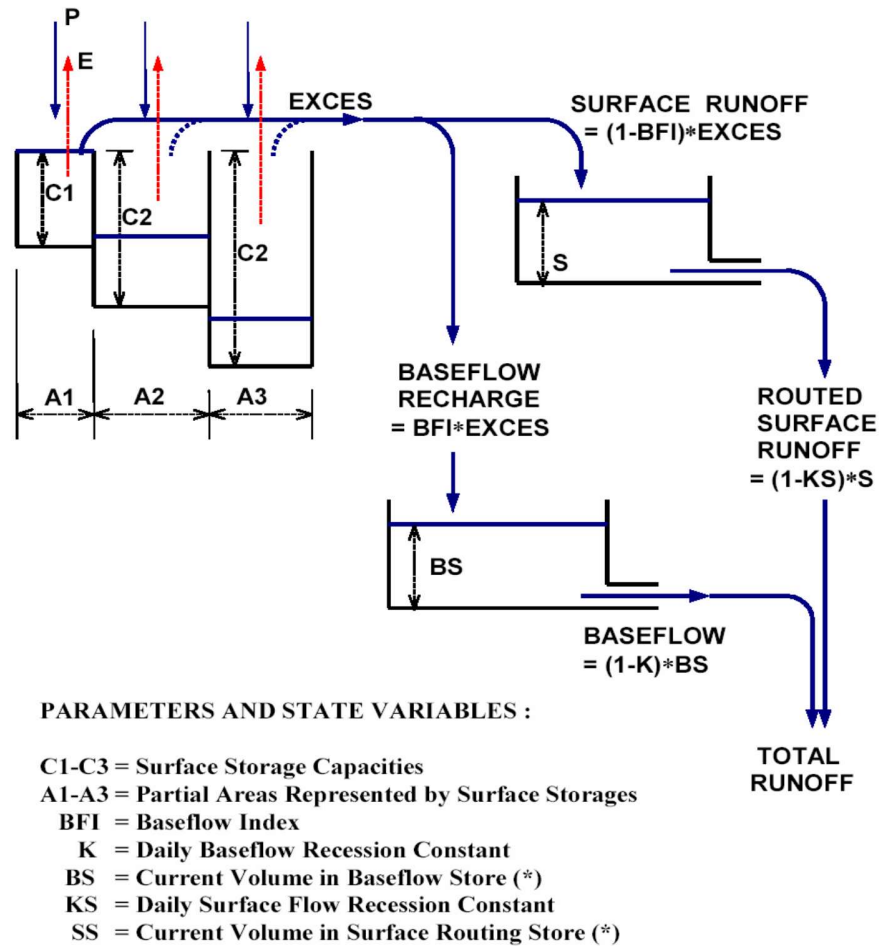 P
E
EXCES
SURFACE RUNOFF
= (1-BFI)*EXCES
C1
C2
C2
S
A1
A2
A3
BASEFLOW
RECHARGE
= BFI*EXCES
ROUTED
SURFACE
RUNOFF
= (1-KS)*S
BS
BASEFLOW
= (1-K)*BS
TOTAL
RUNOFF
PARAMETERS AND STATE VARIABLES :
C1-C3 = Surface Storage Capacities
A1-A3 = Partial Areas Represented by Surface Storages
BFI = Baseflow Index
K = Daily Baseflow Recession Constant
BS = Current Volume in Baseflow Store (*)
KS = Daily Surface Flow Recession Constant
SS = Current Volume in Surface Routing Store (*)